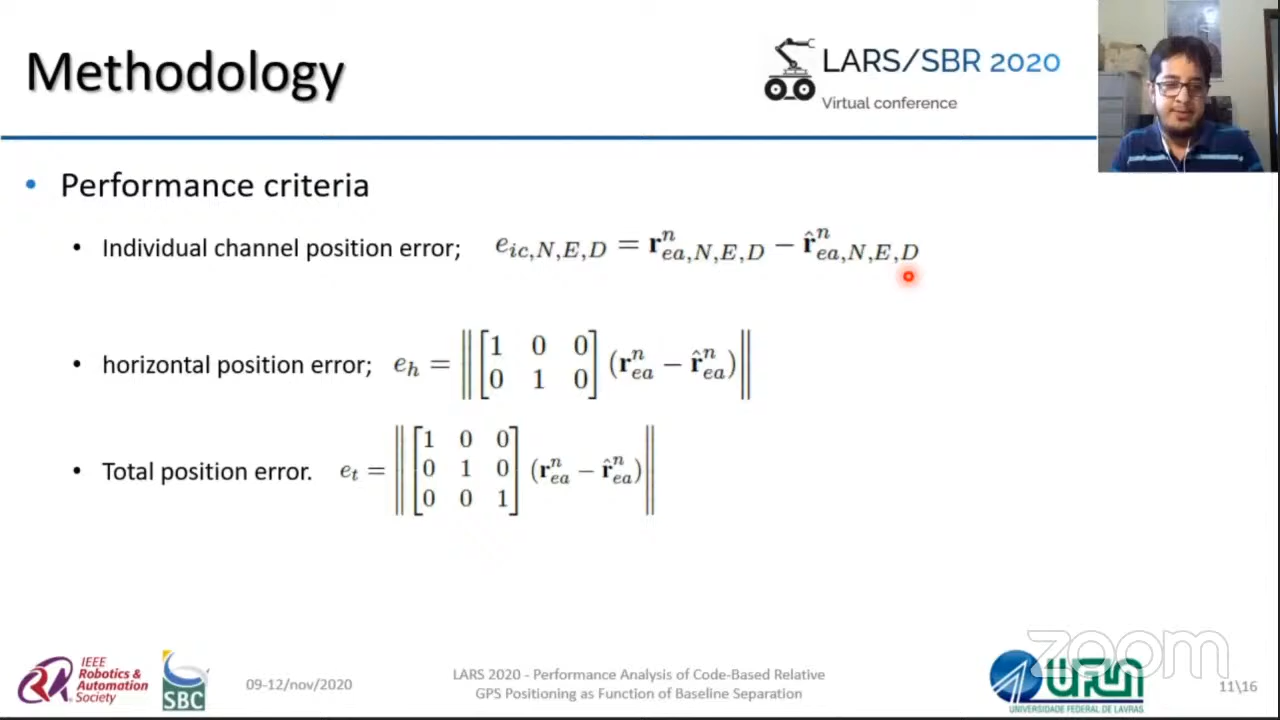 Methodology
LARS/SBR 2020
Virtual conference
• Performance criteria
• Individual channel position error; e_{ic,N,E,D} = r^n_{ea,N,E,D} − r̂^n_{ea,N,E,D}
• horizontal position error; e_h = ‖ [1 0 0; 0 1 0] (r^n_{ea} − r̂^n_{ea}) ‖
• Total position error. e_t = ‖ [1 0 0; 0 1 0; 0 0 1] (r^n_{ea} − r̂^n_{ea}) ‖
IEEE
Robotics &
Automation
Society
SBC
09-12/nov/2020
LARS 2020 - Performance Analysis of Code-Based Relative
GPS Positioning as Function of Baseline Separation
zoom
UNIVERSIDADE FEDERAL DE LAVRAS
11\16